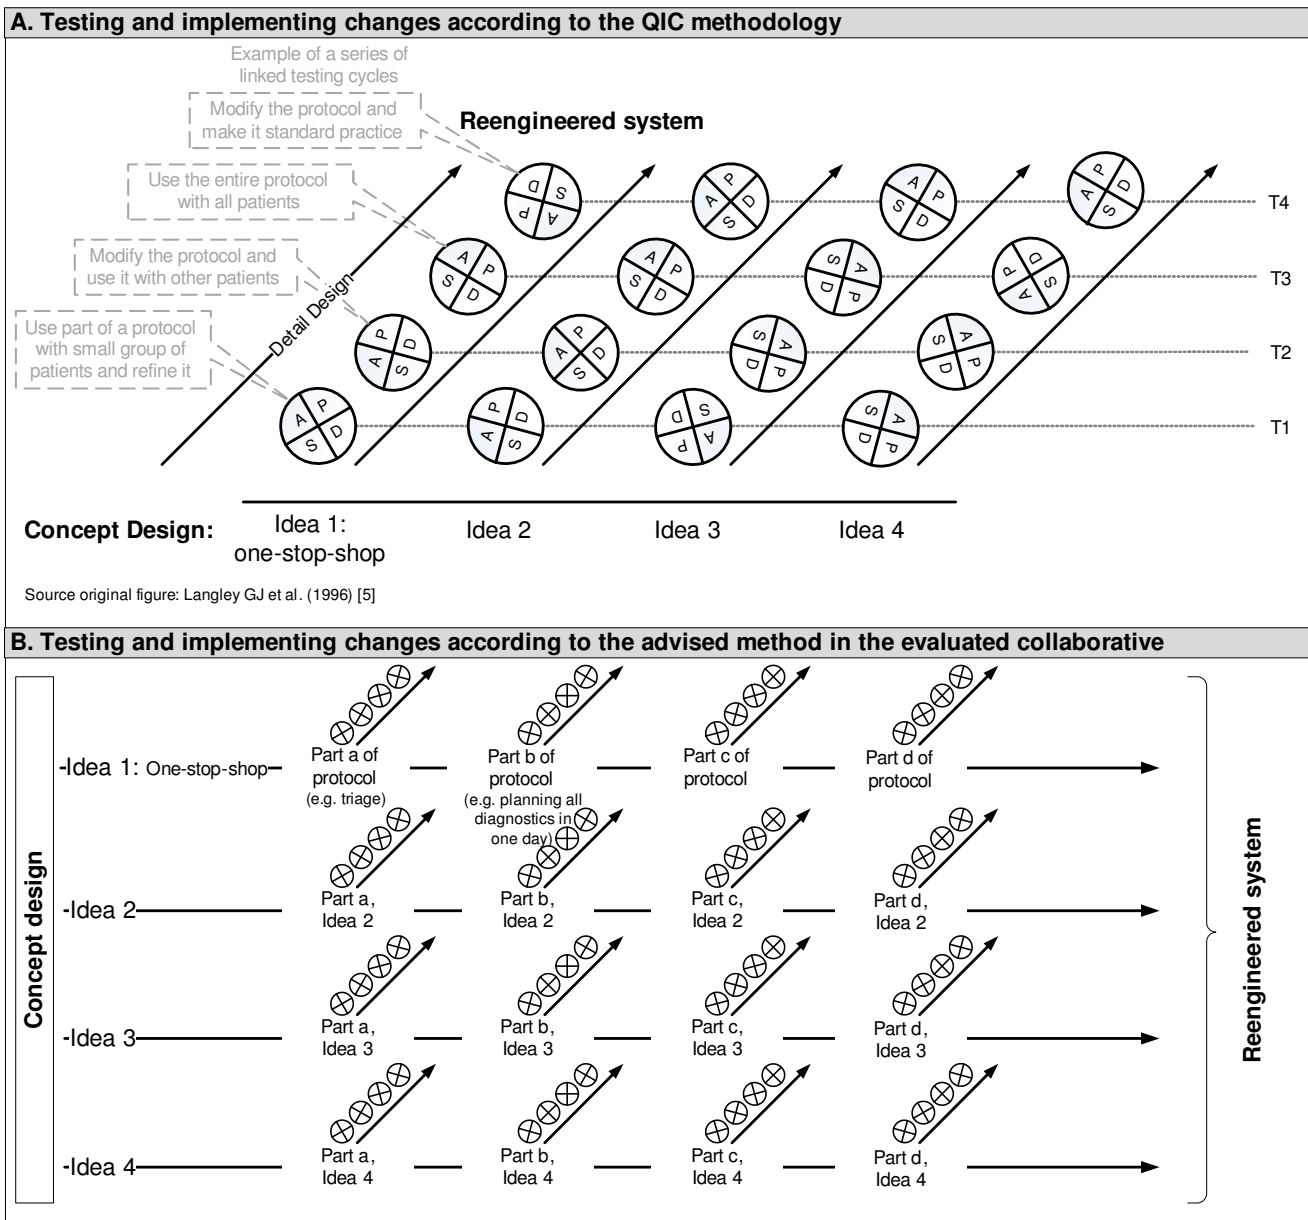 A. Testing and implementing changes according to the QIC methodology
Example of a series of
linked testing cycles
Modify the protocol and
make it standard practice
Reengineered system
Use the entire protocol
with all patients
Modify the protocol and
use it with other patients
Use part of a protocol
with small group of
patients and refine it
Detail Design
A P D S
A P D S
A P D S
A P D S
T4
A P D S
A P D S
A P D S
A P D S
T3
A P D S
A P D S
A P D S
A P D S
T2
A P D S
A P D S
A P D S
A P D S
T1
Concept Design:
Idea 1:
one-stop-shop
Idea 2
Idea 3
Idea 4
Source original figure: Langley GJ et al. (1996) [5]
B. Testing and implementing changes according to the advised method in the evaluated collaborative
Concept design
Idea 1: One-stop-shop
Part a of
protocol
(e.g. triage)
Part b of
protocol
(e.g. planning all
diagnostics in
one day)
Part c of
protocol
Part d of
protocol
Idea 2
Part a,
Idea 2
Part b,
Idea 2
Part c,
Idea 2
Part d,
Idea 2
Idea 3
Part a,
Idea 3
Part b,
Idea 3
Part c,
Idea 3
Part d,
Idea 3
Idea 4
Part a,
Idea 4
Part b,
Idea 4
Part c,
Idea 4
Part d,
Idea 4
Reengineered system